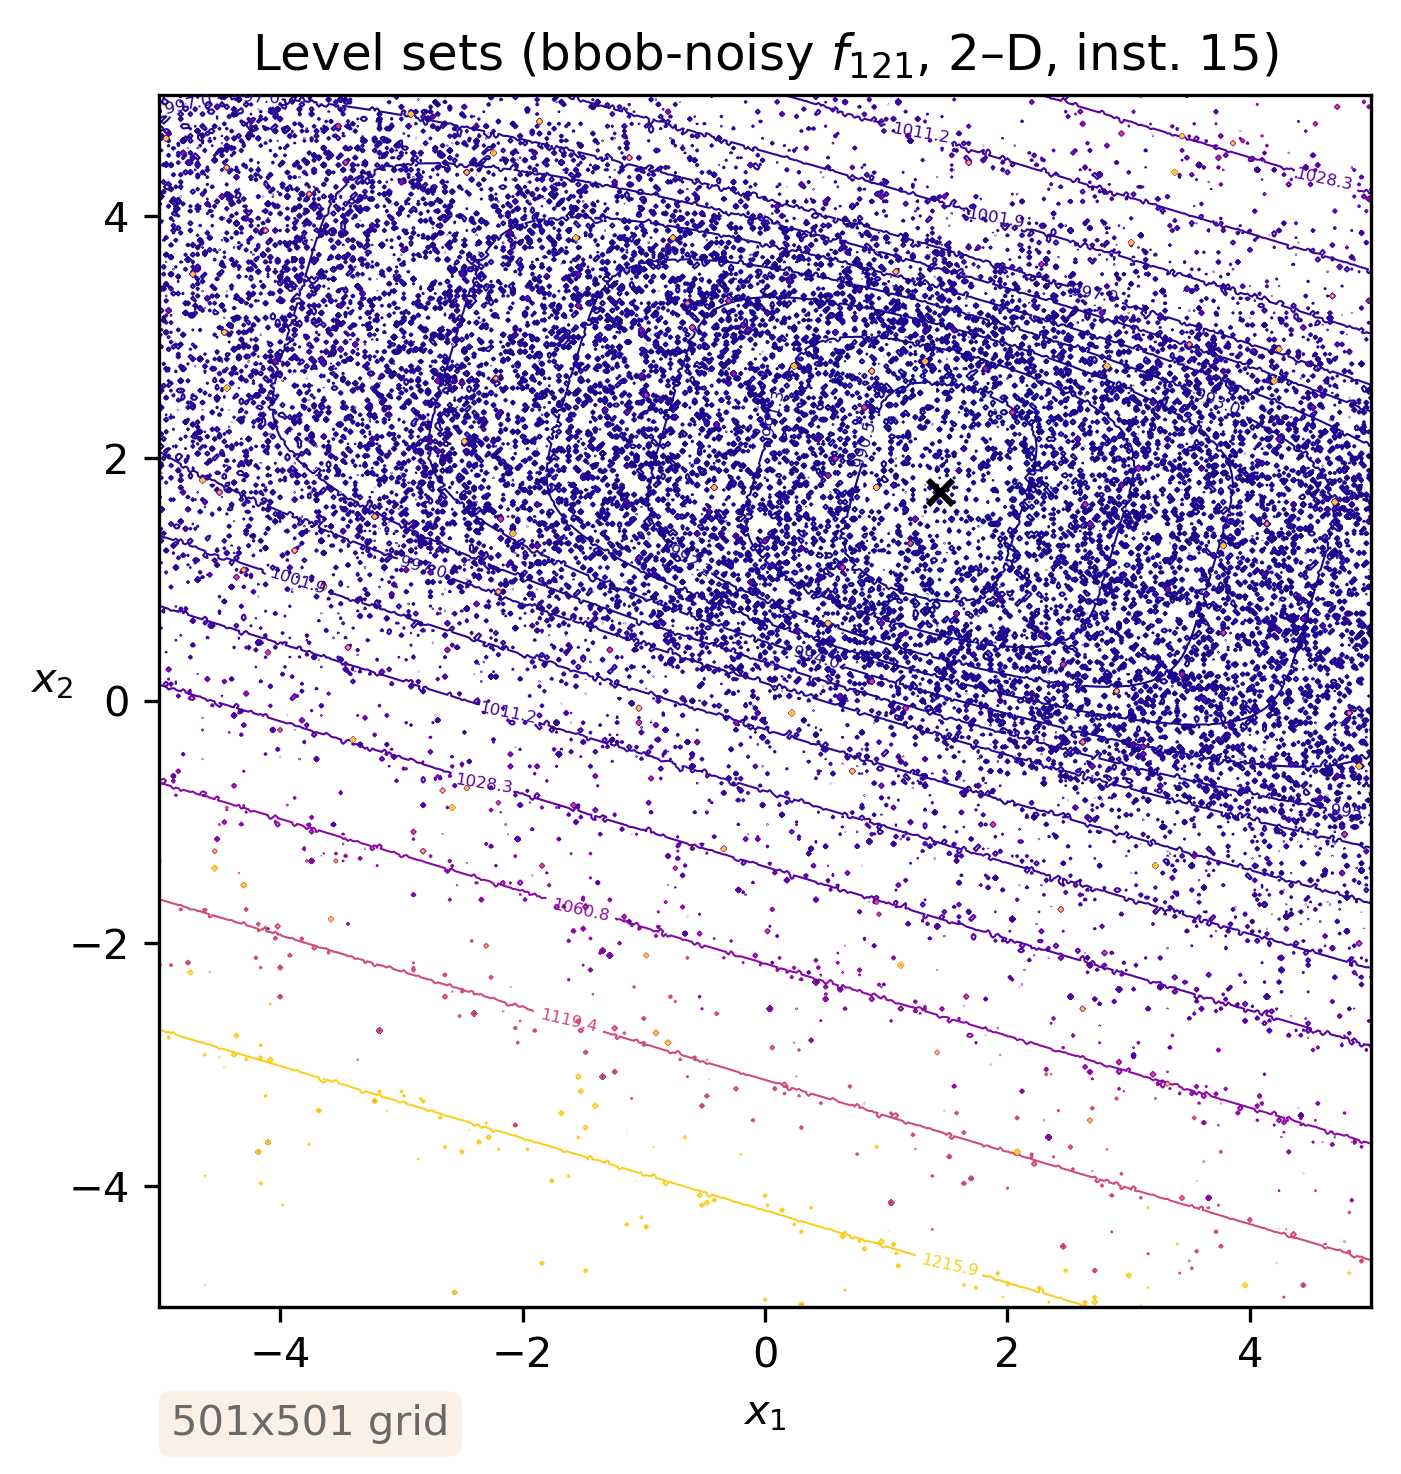 Level sets (bbob-noisy f121, 2–D, inst. 15)
1011.2
1028.3
1001.9
4
2
1001.9
x2
0
1011.2
1028.3
1060.8
−2
1119.4
−4
1215.9
−4 −2 0 2 4
x1
501x501 grid